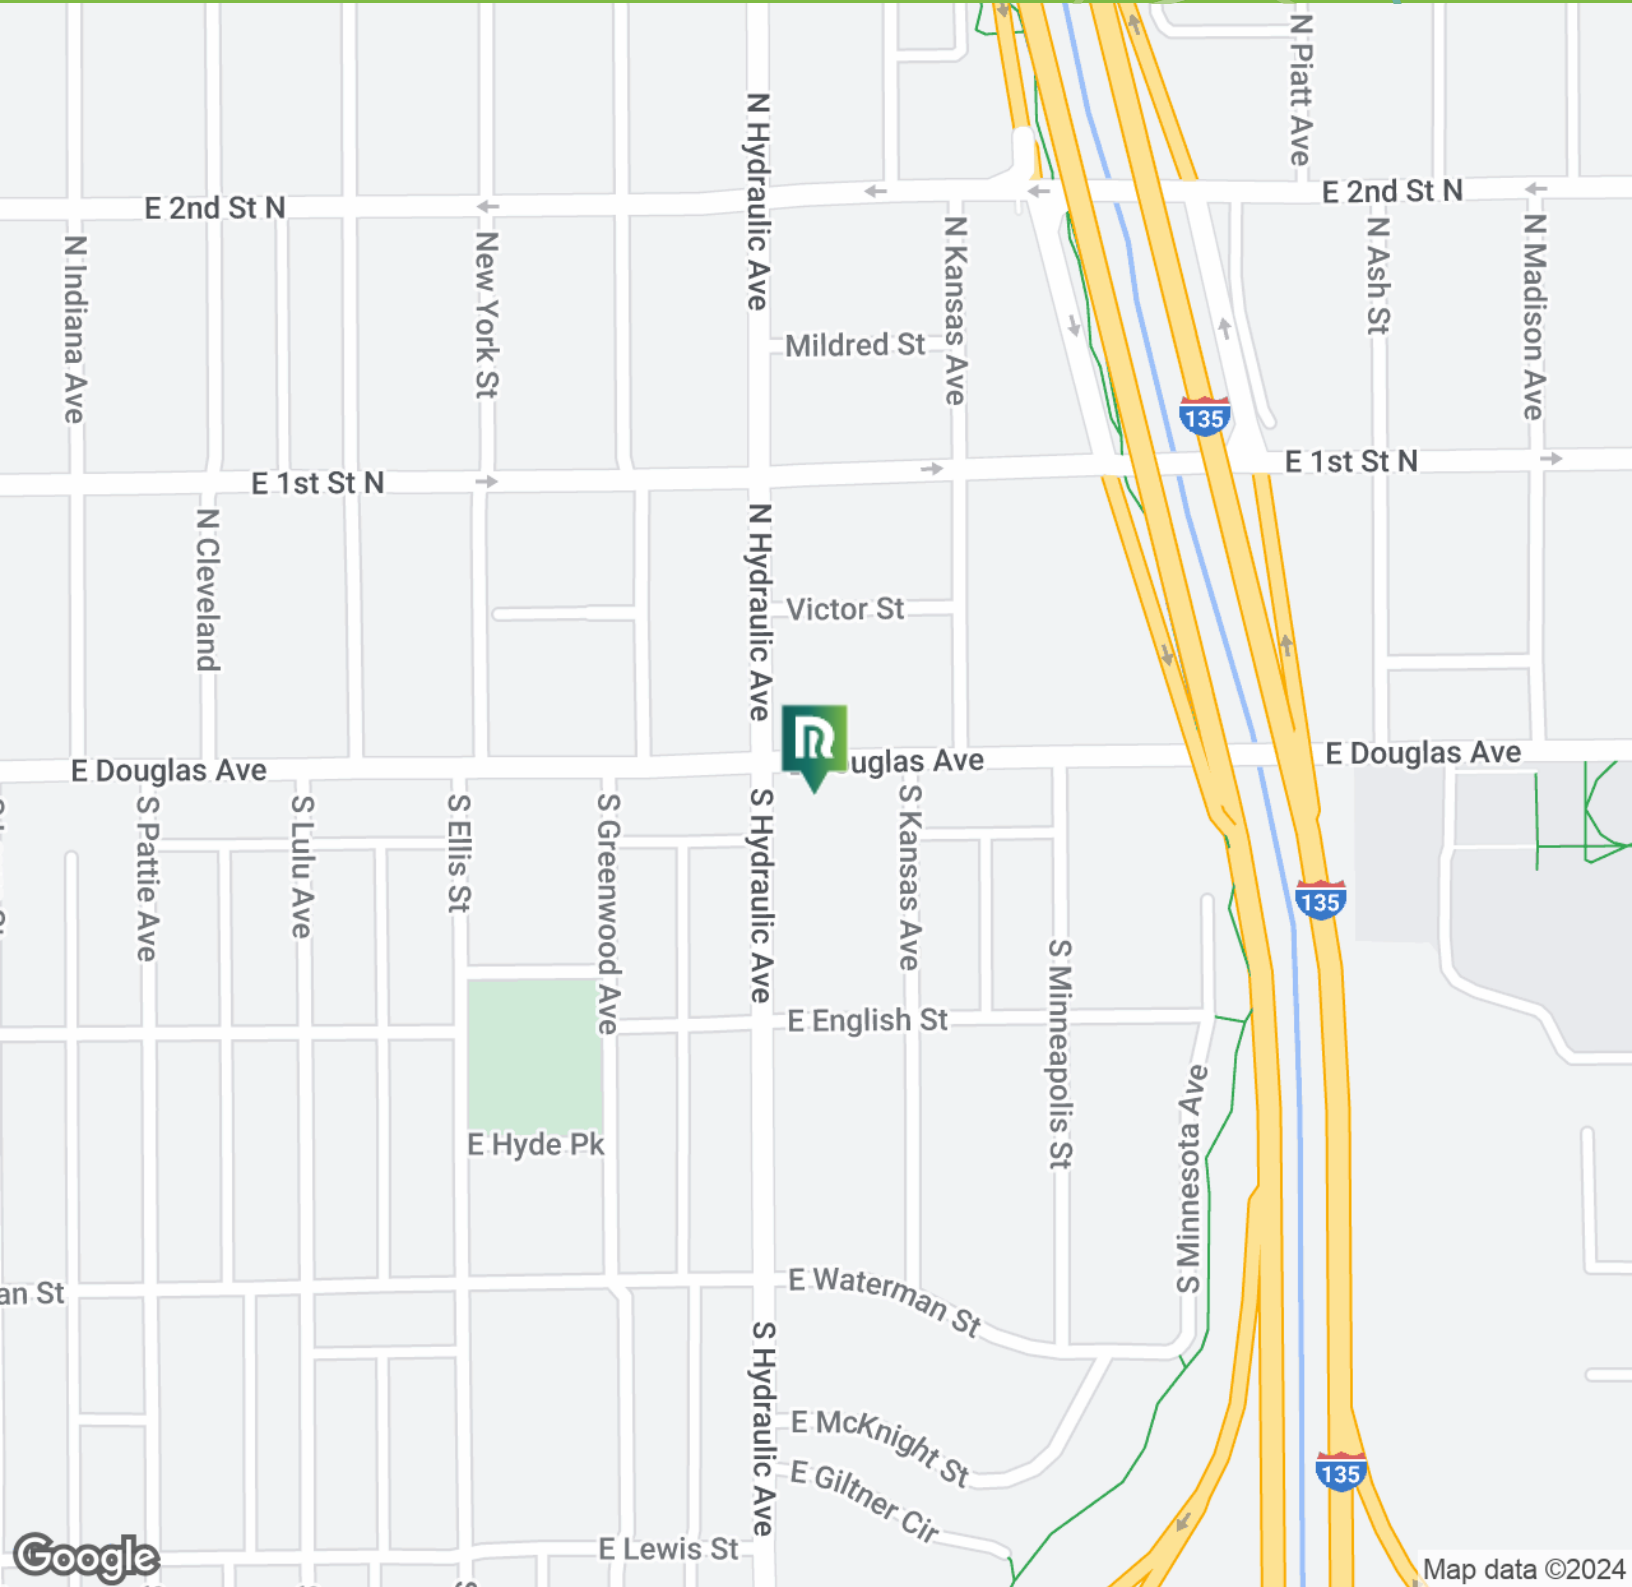 N Piatt Ave
N Hydraulic Ave
E 2nd St N
E 2nd St N
N Indiana Ave
New York St
N Kansas Ave
N Ash St
N Madison Ave
Mildred St
135
E 1st St N
E 1st St N
N Cleveland
N Hydraulic Ave
Victor St
E Douglas Ave
uglas Ave
E Douglas Ave
S Pattie Ave
S Lulu Ave
S Ellis St
S Greenwood Ave
S Hydraulic Ave
S Kansas Ave
135
S Minneapolis St
E English St
S Minnesota Ave
E Hyde Pk
an St
E Waterman St
S Hydraulic Ave
E McKnight St
E Giltner Cir
135
E Lewis St
Google
Map data ©2024